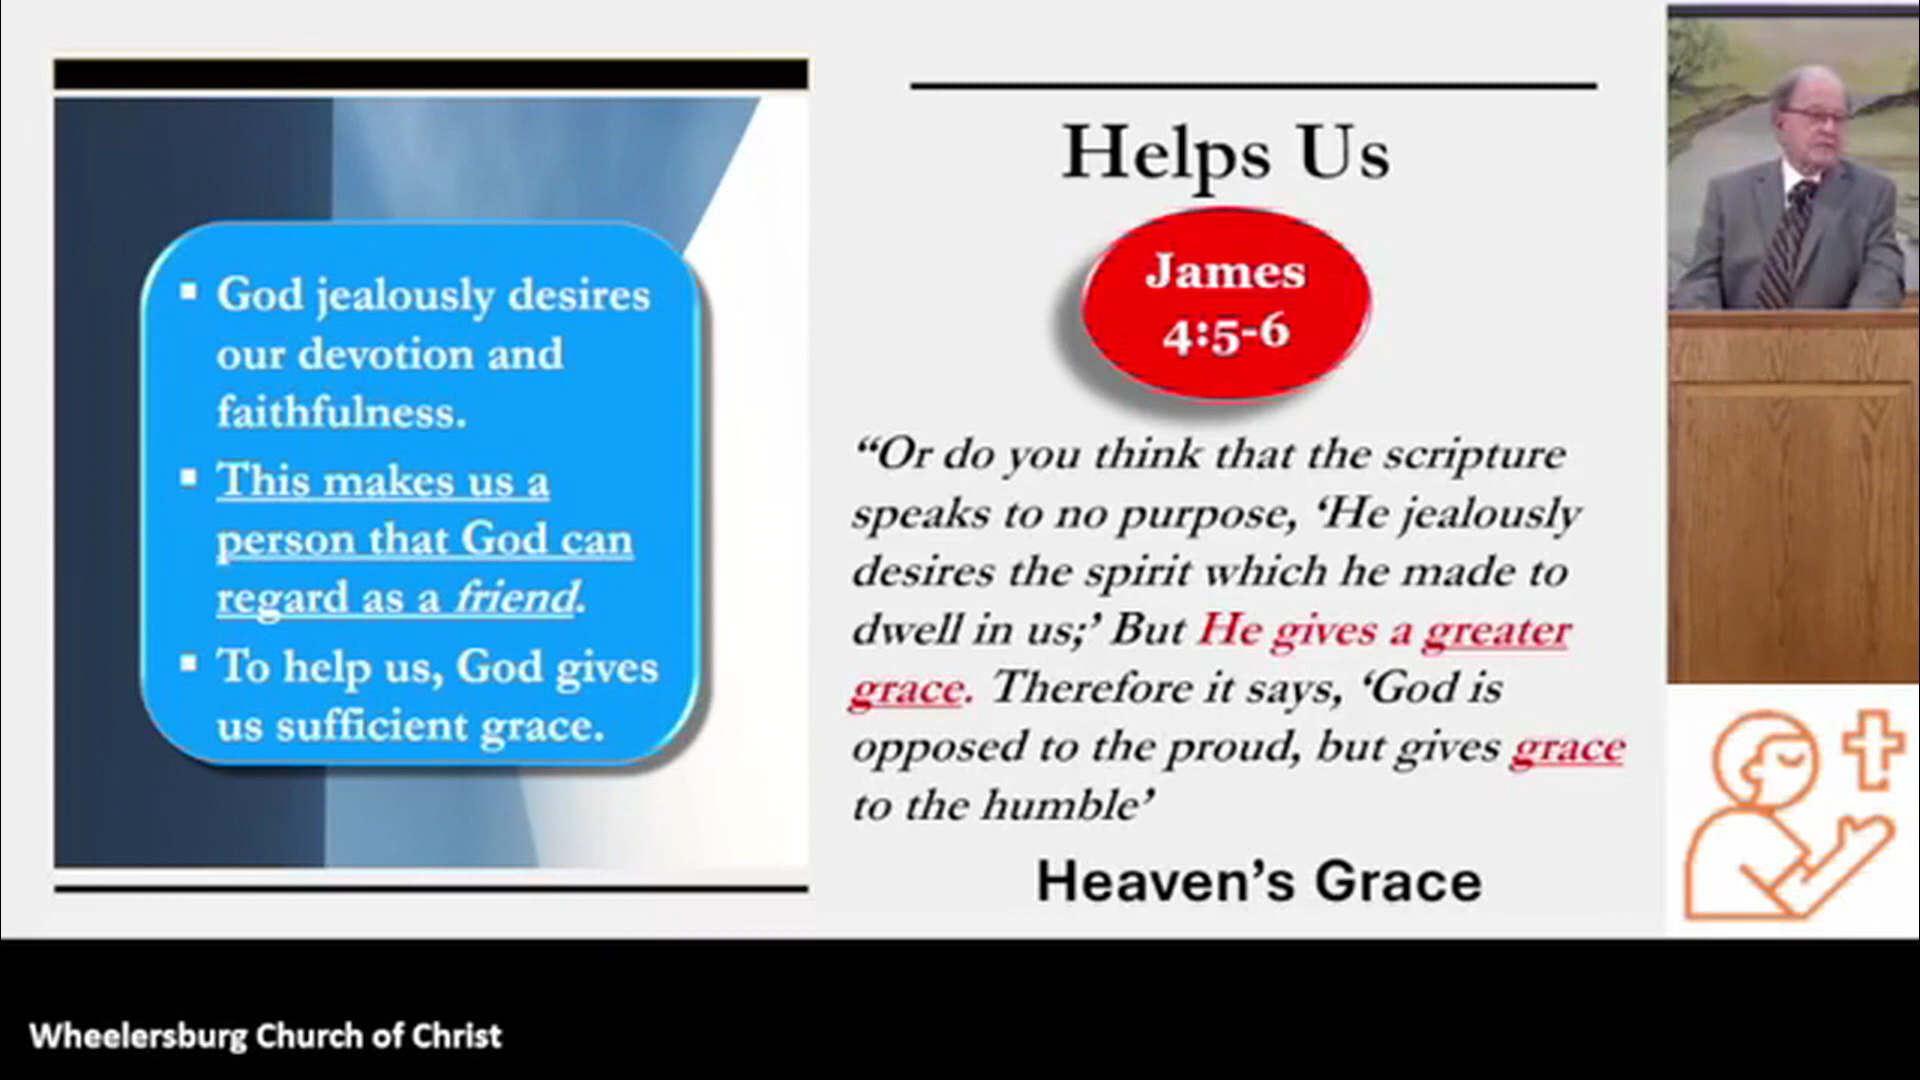 God jealously desires
our devotion and
faithfulness.
This makes us a
person that God can
regard as a friend.
To help us, God gives
us sufficient grace.
Helps Us
James
4:5-6
“Or do you think that the scripture
speaks to no purpose, ‘He jealously
desires the spirit which he made to
dwell in us;’ But He gives a greater
grace. Therefore it says, ‘God is
opposed to the proud, but gives grace
to the humble’
Heaven’s Grace
Wheelersburg Church of Christ